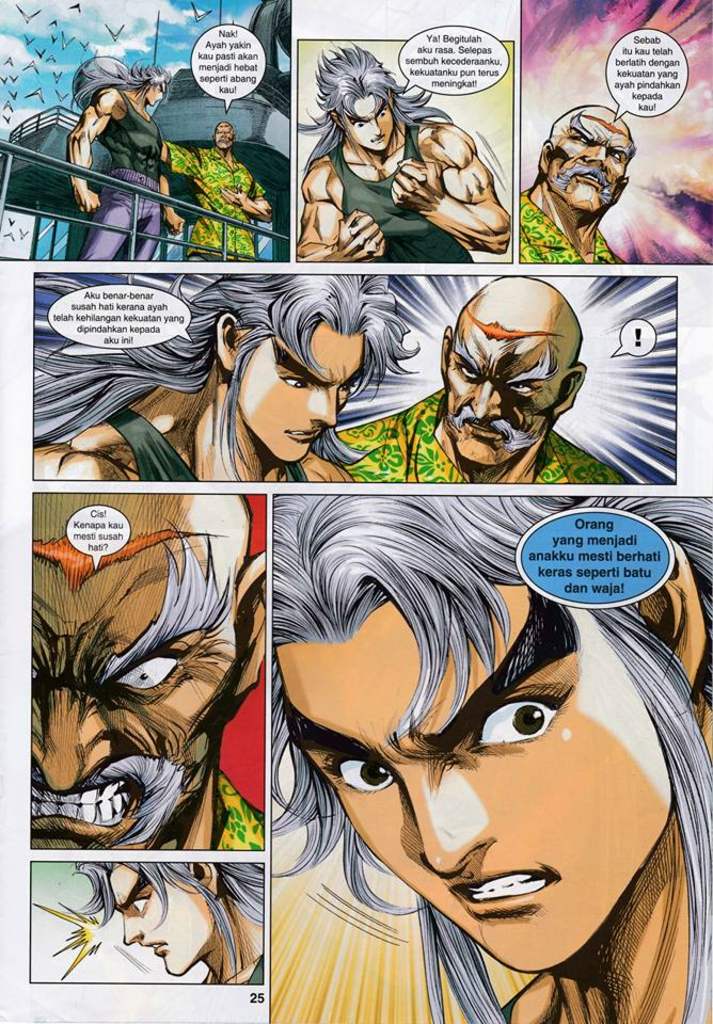 Nak!
Ayah yakin
kau pasti akan
menjadi hebat
seperti abang
kau!
Ya! Begitulah
aku rasa. Selepas
sembuh kecederaanku,
kekuatanku pun terus
meningkat!
Sebab
itu kau telah
berlatih dengan
kekuatan yang
ayah pindahkan
kepada
kau!
Aku benar-benar
susah hati kerana ayah
telah kehilangan kekuatan yang
dipindahkan kepada
aku ini!
!
Cis!
Kenapa kau
mesti susah
hati?
Orang
yang menjadi
anakku mesti berhati
keras seperti batu
dan waja!
25